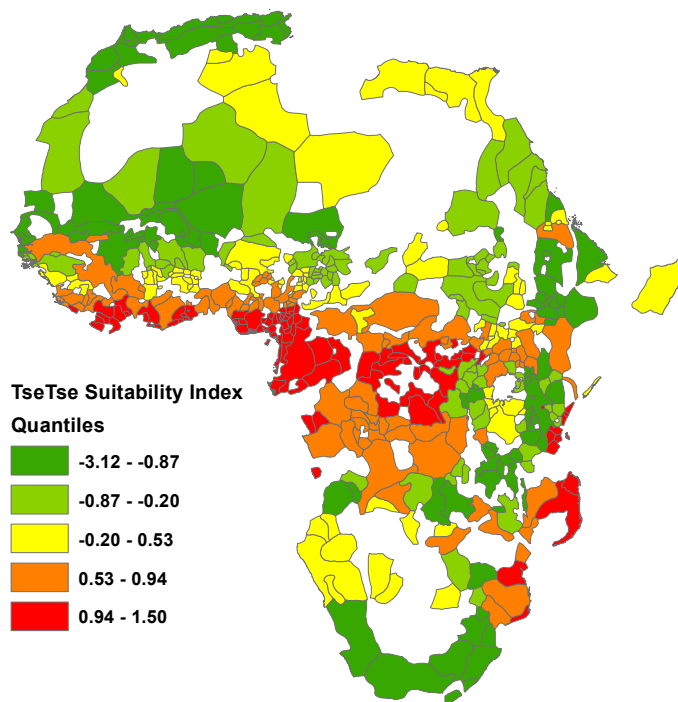 TseTse Suitability Index
Quantiles
-3.12 - -0.87
-0.87 - -0.20
-0.20 - 0.53
0.53 - 0.94
0.94 - 1.50